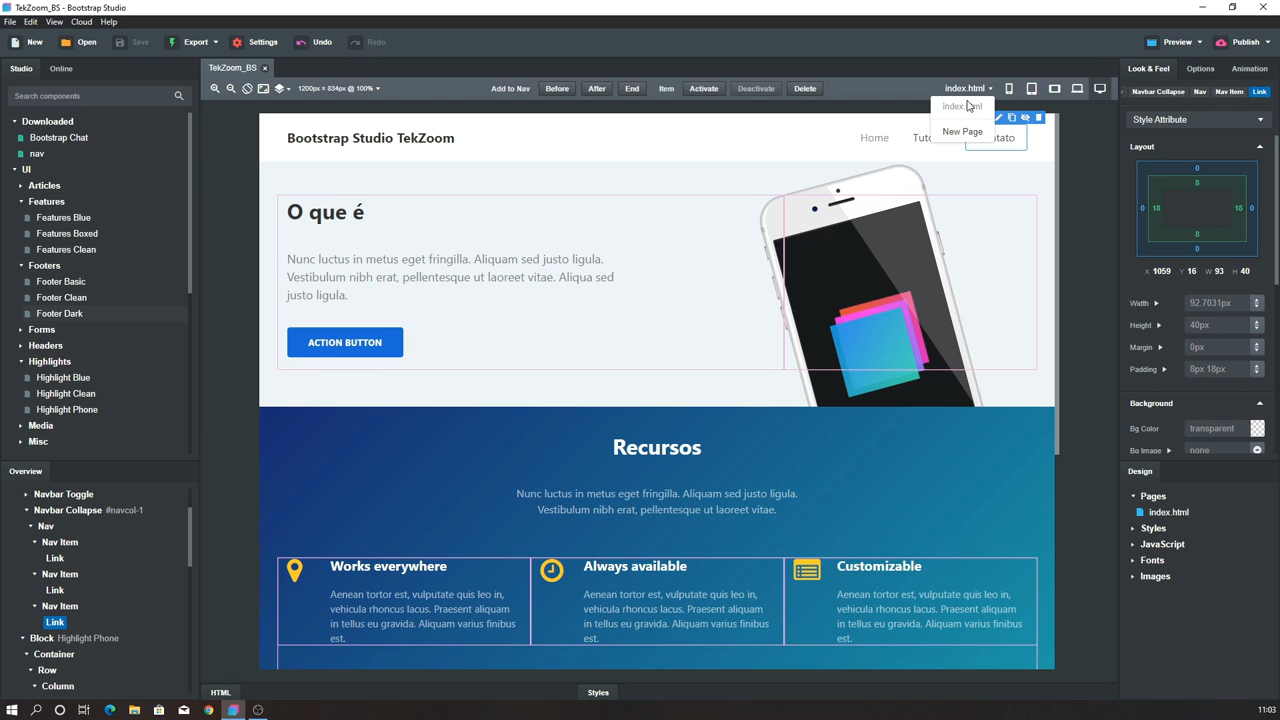 TekZoom_BS - Bootstrap Studio
File Edit View Cloud Help
New Open Save Export Settings Undo Redo Preview Publish
Studio Online
Search components
Downloaded
Bootstrap Chat
nav
UI
Articles
Features
Features Blue
Features Boxed
Features Clean
Footers
Footer Basic
Footer Clean
Footer Dark
Forms
Headers
Highlights
Highlight Blue
Highlight Clean
Highlight Phone
Media
Misc
Overview
Navbar Toggle
Navbar Collapse #navcol-1
Nav
Nav Item
Link
Nav Item
Link
Nav Item
Link
Block Highlight Phone
Container
Row
Column
TekZoom_BS
1200px × 834px @ 100%
Add to Nav Before After End Item Activate Deactivate Delete
index.html
index.html
New Page
Bootstrap Studio TekZoom
Home
O que é
Nunc luctus in metus eget fringilla. Aliquam sed justo ligula.
Vestibulum nibh erat, pellentesque ut laoreet vitae. Aliqua sed
justo ligula.
ACTION BUTTON
Recursos
Nunc luctus in metus eget fringilla. Aliquam sed justo ligula.
Vestibulum nibh erat, pellentesque ut laoreet vitae.
Works everywhere
Aenean tortor est, vulputate quis leo in,
vehicula rhoncus lacus. Praesent aliquam
in tellus eu gravida. Aliquam varius finibus
est.
Always available
Aenean tortor est, vulputate quis leo in,
vehicula rhoncus lacus. Praesent aliquam
in tellus eu gravida. Aliquam varius finibus
est.
Customizable
Aenean tortor est, vulputate quis leo in,
vehicula rhoncus lacus. Praesent aliquam
in tellus eu gravida. Aliquam varius finibus
est.
HTML
Styles
Look & Feel Options Animation
Navbar Collapse Nav Nav Item Link
Style Attribute
Layout
0
8
0 18 18 0
8
0
X 1059 Y 16 W 93 H 40
Width 92.7031px
Height 40px
Margin 0px
Padding 8px 18px
Background
Bg Color transparent
Bg Image none
Design
Pages
index.html
Styles
JavaScript
Fonts
Images
11:03